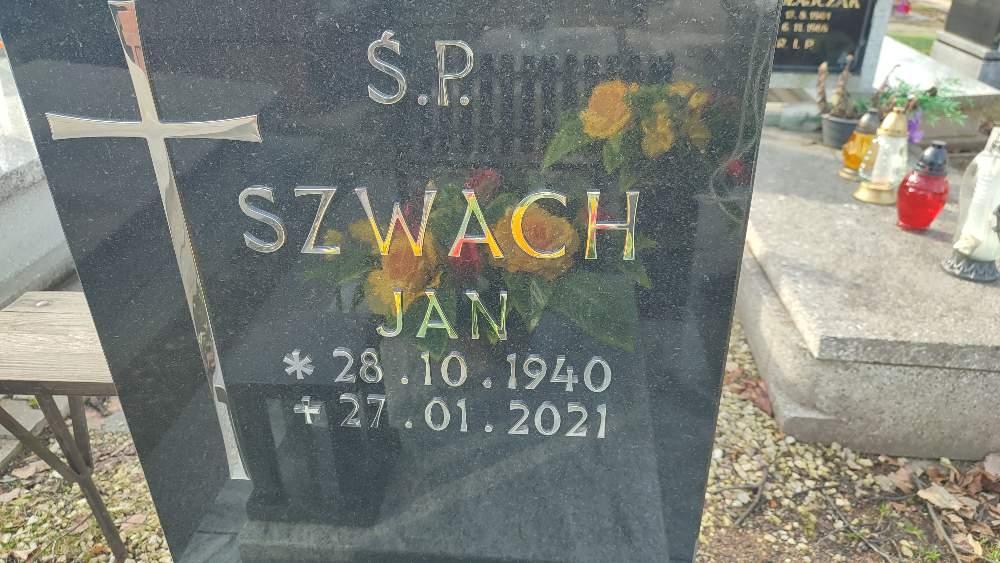 Ś.P.
SZWACH
JAN
* 28.10.1940
+ 27.01.2021
R I P